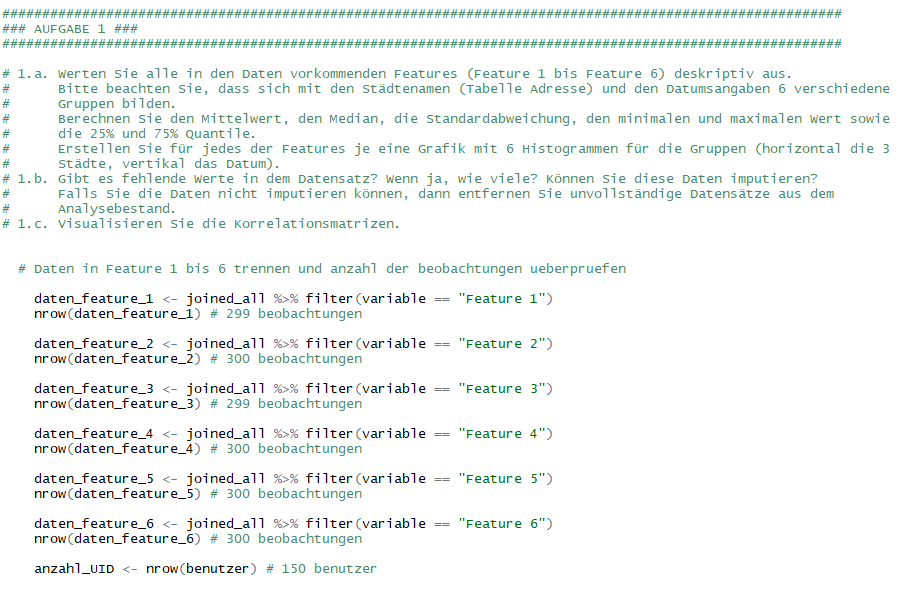 #########################################################################################################
### AUFGABE 1 ###
#########################################################################################################
# 1.a. Werten Sie alle in den Daten vorkommenden Features (Feature 1 bis Feature 6) deskriptiv aus.
#      Bitte beachten Sie, dass sich mit den Städtenamen (Tabelle Adresse) und den Datumsangaben 6 verschiedene
#      Gruppen bilden.
#      Berechnen Sie den Mittelwert, den Median, die Standardabweichung, den minimalen und maximalen Wert sowie
#      die 25% und 75% Quantile.
#      Erstellen Sie für jedes der Features je eine Grafik mit 6 Histogrammen für die Gruppen (horizontal die 3
#      Städte, vertikal das Datum).
# 1.b. Gibt es fehlende Werte in dem Datensatz? Wenn ja, wie viele? Können Sie diese Daten imputieren?
#      Falls Sie die Daten nicht imputieren können, dann entfernen Sie unvollständige Datensätze aus dem
#      Analysebestand.
# 1.c. Visualisieren Sie die Korrelationsmatrizen.
# Daten in Feature 1 bis 6 trennen und anzahl der beobachtungen ueberpruefen
daten_feature_1 <- joined_all %>% filter(variable == "Feature 1")
nrow(daten_feature_1) # 299 beobachtungen
daten_feature_2 <- joined_all %>% filter(variable == "Feature 2")
nrow(daten_feature_2) # 300 beobachtungen
daten_feature_3 <- joined_all %>% filter(variable == "Feature 3")
nrow(daten_feature_3) # 299 beobachtungen
daten_feature_4 <- joined_all %>% filter(variable == "Feature 4")
nrow(daten_feature_4) # 300 beobachtungen
daten_feature_5 <- joined_all %>% filter(variable == "Feature 5")
nrow(daten_feature_5) # 300 beobachtungen
daten_feature_6 <- joined_all %>% filter(variable == "Feature 6")
nrow(daten_feature_6) # 300 beobachtungen
anzahl_UID <- nrow(benutzer) # 150 benutzer